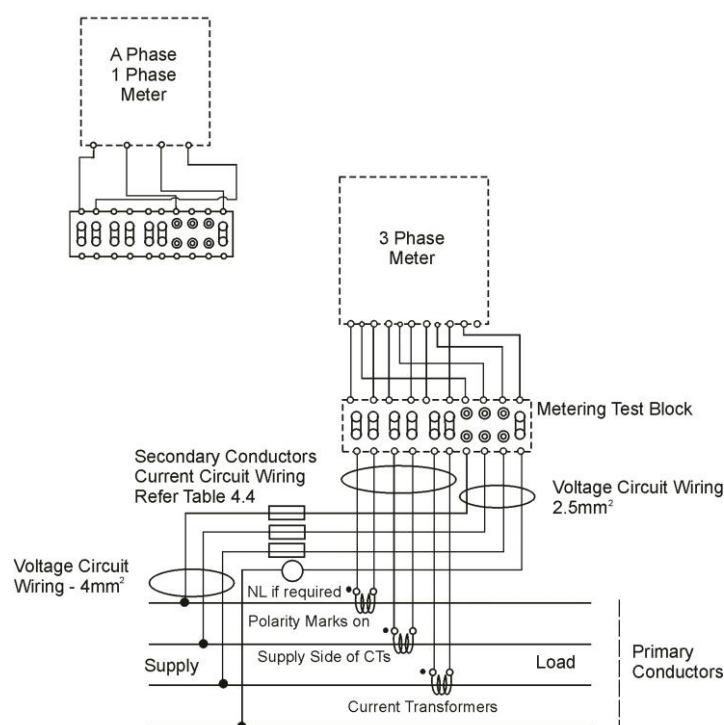 A Phase
1 Phase
Meter
3 Phase
Meter
Metering Test Block
Secondary Conductors
Current Circuit Wiring
Refer Table 4.4
Voltage Circuit Wiring
2.5mm²
Voltage Circuit
Wiring - 4mm²
NL if required
Polarity Marks on
Supply
Supply Side of CTs
Load
Primary
Conductors
Current Transformers